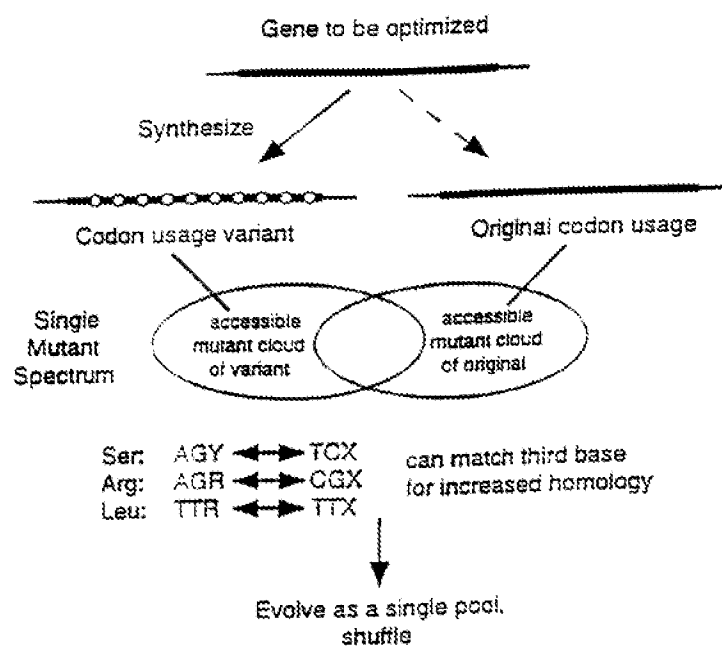 Gene to be optimized
Synthesize
Codon usage variant
Original codon usage
Single
Mutant
Spectrum
accessible
mutant cloud
of variant
accessible
mutant cloud
of original
Ser: AGY TCX
Arg: AGR CGX
Leu: TTR TTX
can match third base
for increased homology
Evolve as a single pool,
shuffle